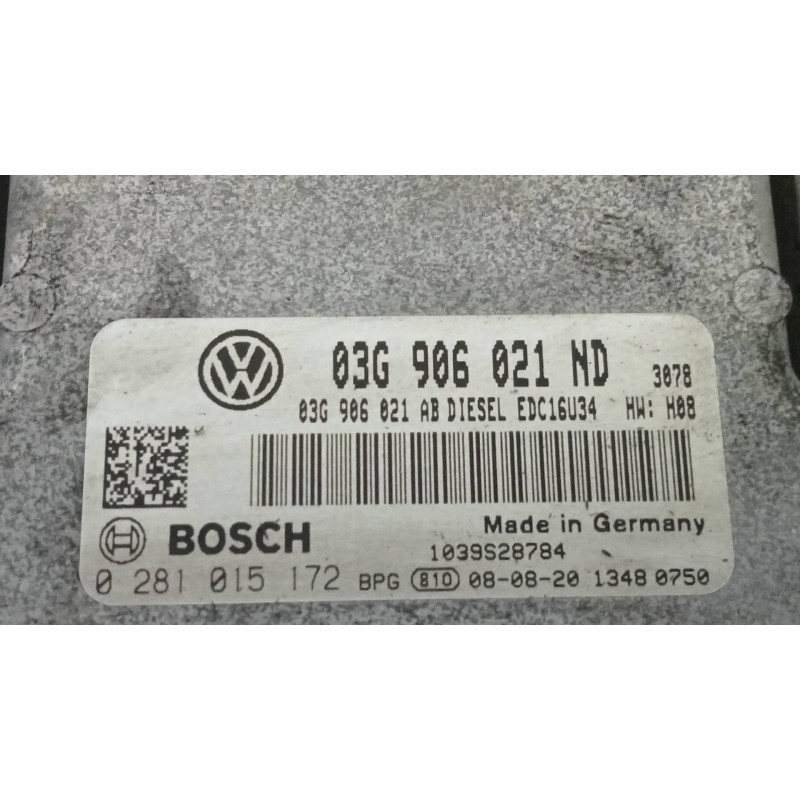 03G 906 021 ND 3078
03G 906 021 AB DIESEL EDC16U34 HW: H08
Made in Germany
BOSCH 1039S28784
0 281 015 172 BPG 810 08-08-20 1348 0750